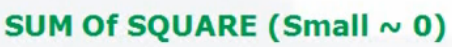 SUM Of SQUARE (Small ~ 0)